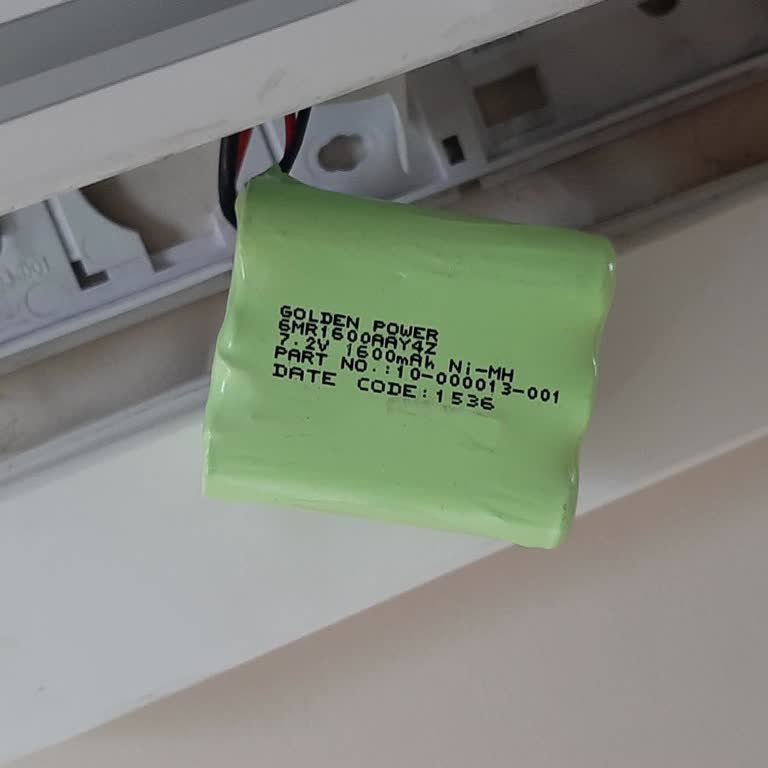 GOLDEN POWER
6MR1600AAY4Z
7.2V 1600mAh Ni-MH
PART NO.:10-000013-001
DATE CODE:1536